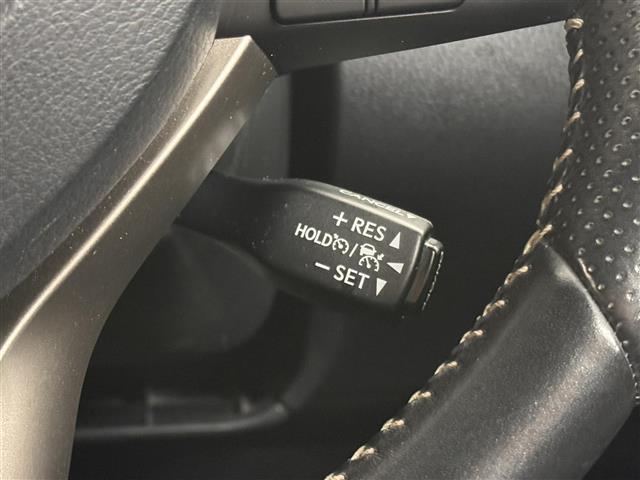 CANCEL
+ RES ▲
HOLD / ◄
− SET ▼